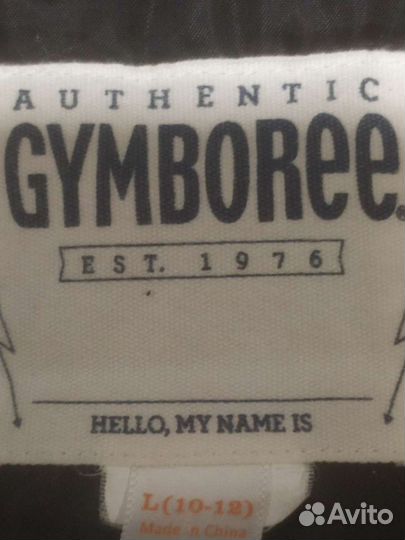 AUTHENTIC
GYMBOREE®
EST. 1976
HELLO, MY NAME IS
L(10-12)
Made in China
Avito